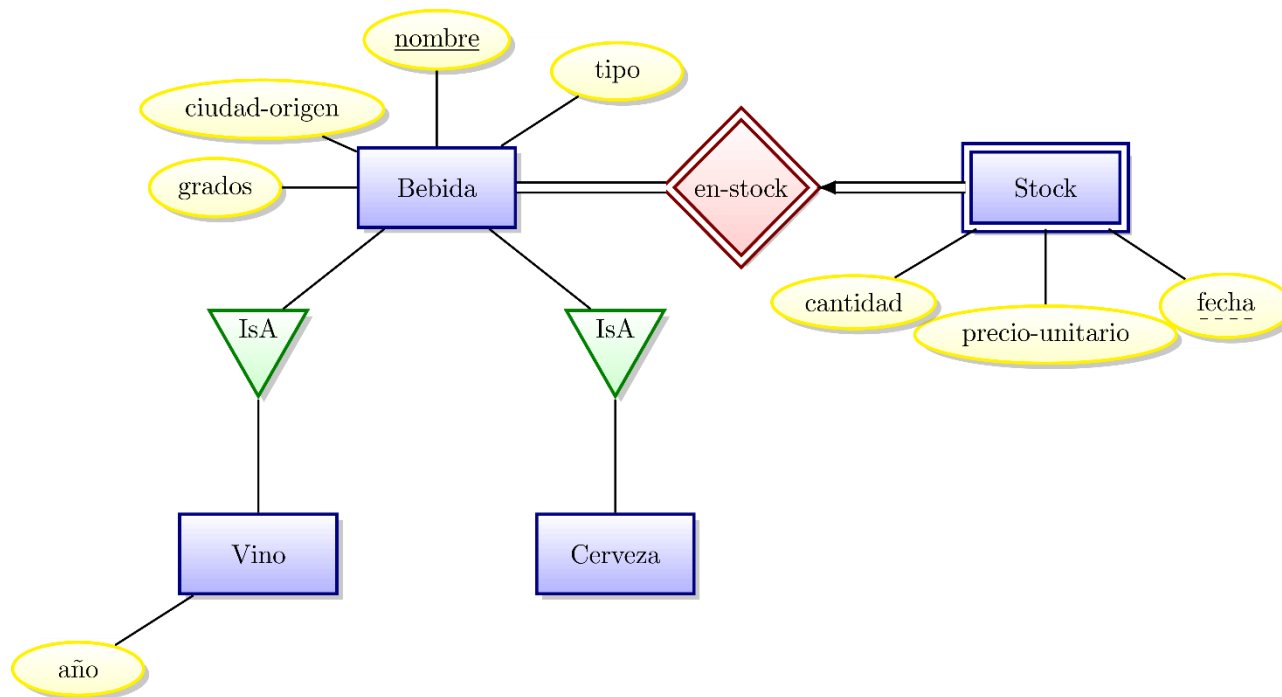 nombre
tipo
ciudad-origen
grados
Bebida
en-stock
Stock
cantidad
precio-unitario
fecha
IsA
IsA
Vino
Cerveza
año